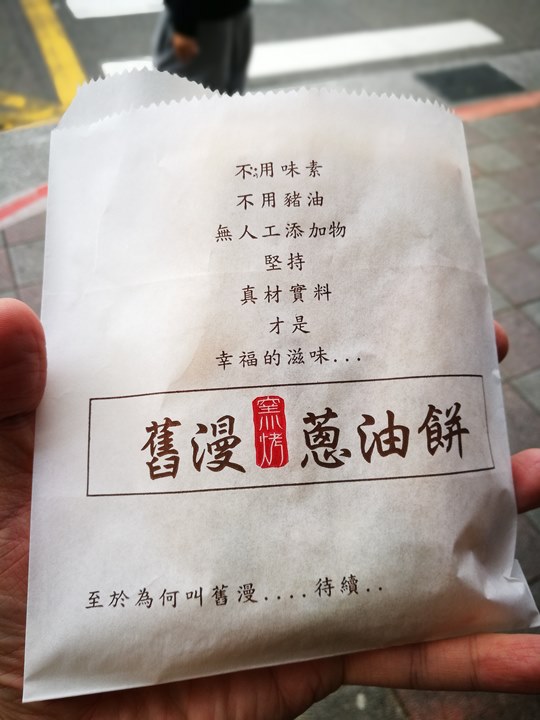 不用味素
不用豬油
無人工添加物
堅持
真材實料
才是
幸福的滋味...
舊漫窯烤蔥油餅
至於為何叫舊漫....待續..